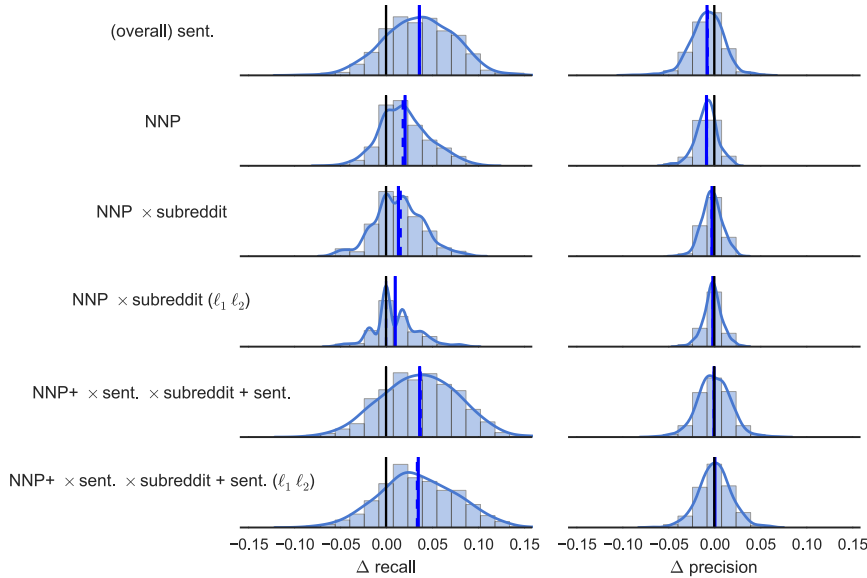 (overall) sent.
NNP
NNP × subreddit
NNP × subreddit (ℓ₁ ℓ₂)
NNP+ × sent. × subreddit + sent.
NNP+ × sent. × subreddit + sent. (ℓ₁ ℓ₂)
−0.15 −0.10 −0.05 0.00 0.05 0.10 0.15 −0.15 −0.10 −0.05 0.00 0.05 0.10 0.15
Δ recall Δ precision